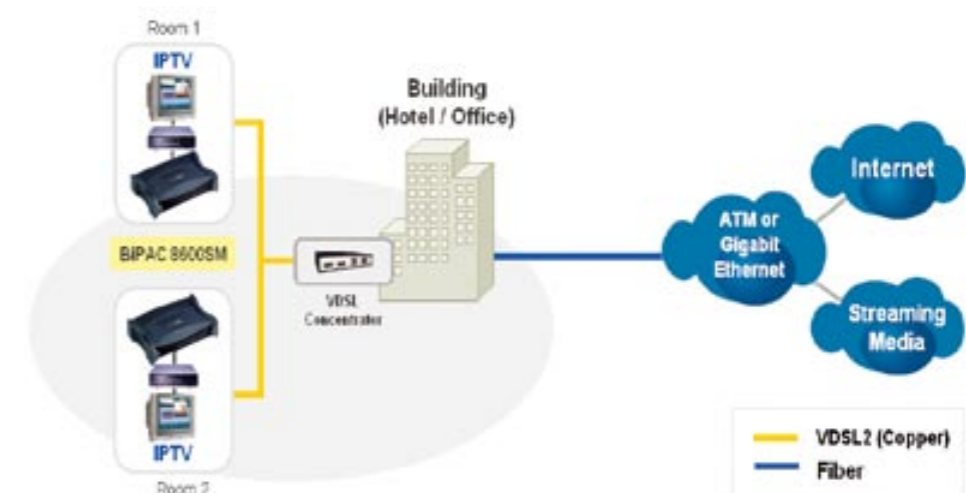 Room 1
IPTV
BiPAC 8600SM
IPTV
Room 2
VDSL
Concentrator
Building
(Hotel / Office)
ATM or
Gigabit
Ethernet
Internet
Streaming
Media
VDSL2 (Copper)
Fiber